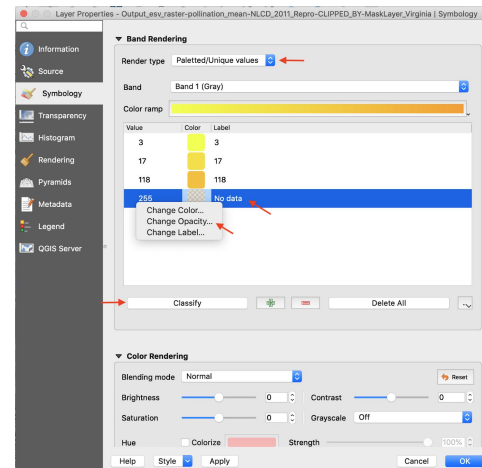 Layer Properties - Output_esv_raster-pollination_mean-NLCD_2011_Repro-CLIPPED_BY-MaskLayer_Virginia | Symbology
Information
Source
Symbology
Transparency
Histogram
Rendering
Pyramids
Metadata
Legend
QGIS Server
Band Rendering
Render type Paletted/Unique values
Band Band 1 (Gray)
Color ramp
Value Color Label
3 3
17 17
118 118
255 No data
Change Color...
Change Opacity...
Change Label...
Classify Delete All ...
Color Rendering
Blending mode Normal Reset
Brightness 0 Contrast 0
Saturation 0 Grayscale Off
Hue Colorize Strength 100%
Help Style Apply Cancel OK